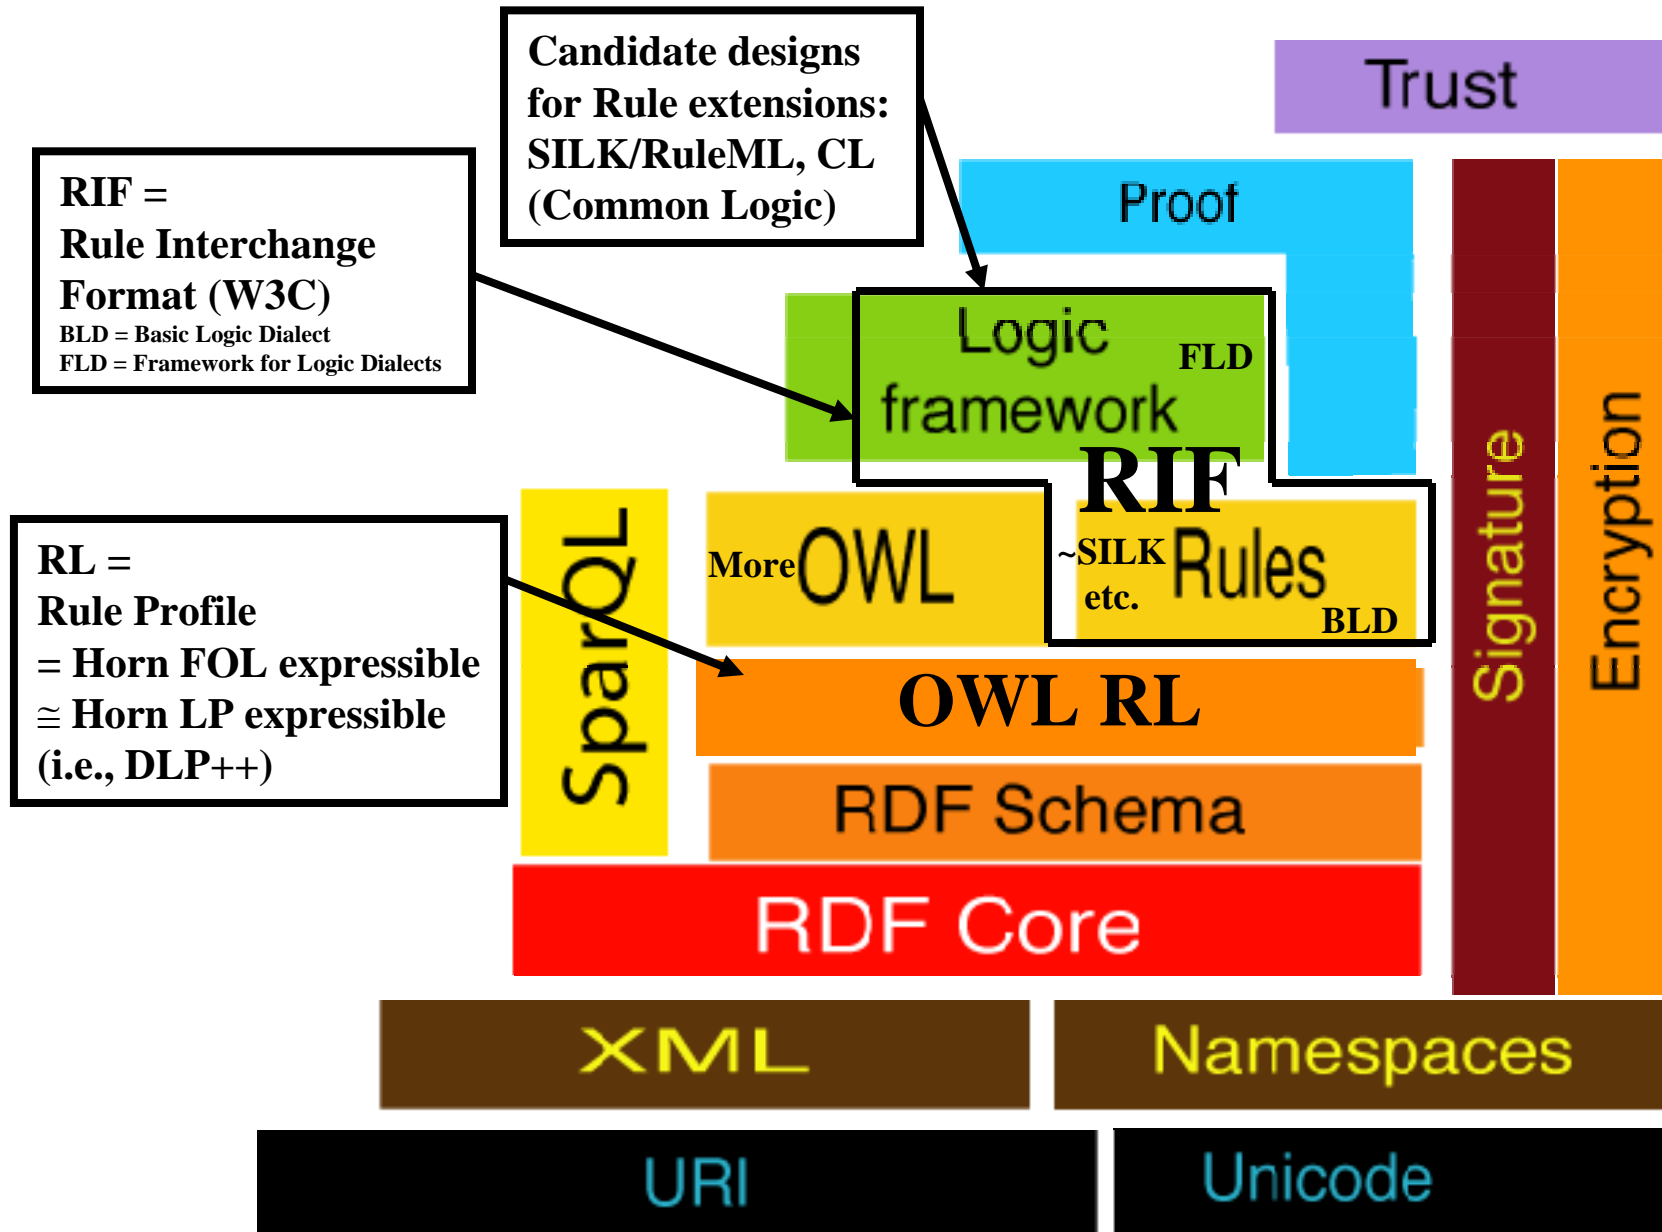 Candidate designs
for Rule extensions:
SILK/RuleML, CL
(Common Logic)
Trust
RIF =
Rule Interchange
Format (W3C)
BLD = Basic Logic Dialect
FLD = Framework for Logic Dialects
Proof
Logic
framework
FLD
RIF
Signature
Encryption
RL =
Rule Profile
= Horn FOL expressible
≅ Horn LP expressible
(i.e., DLP++)
SparQL
More OWL
~SILK
etc.
Rules
BLD
OWL RL
RDF Schema
RDF Core
XML
Namespaces
URI
Unicode